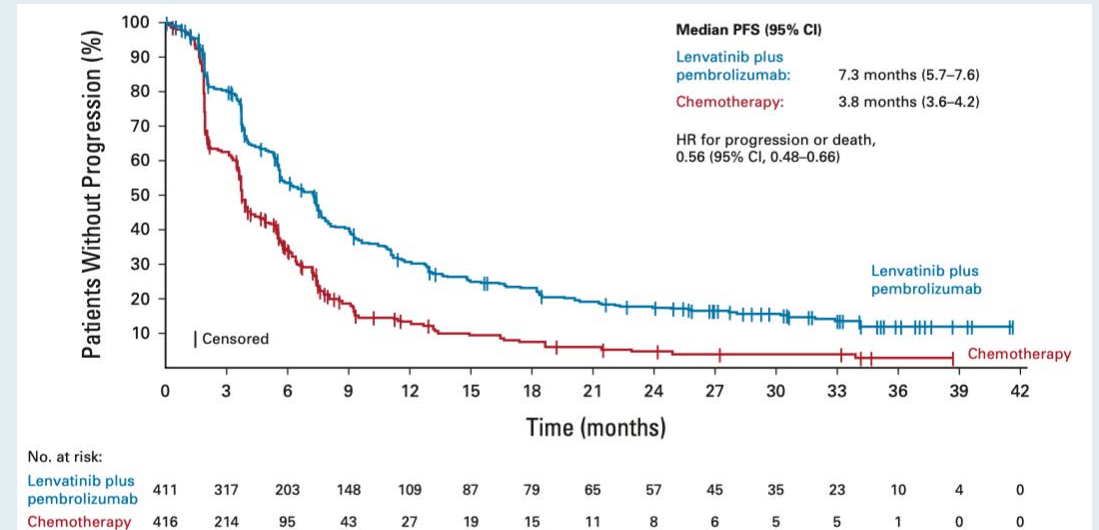 Patients Without Progression (%)
100
90
80
70
60
50
40
30
20
10
Median PFS (95% CI)
Lenvatinib plus
pembrolizumab: 7.3 months (5.7–7.6)
Chemotherapy: 3.8 months (3.6–4.2)
HR for progression or death,
0.56 (95% CI, 0.48–0.66)
Lenvatinib plus
pembrolizumab
Censored
Chemotherapy
0 3 6 9 12 15 18 21 24 27 30 33 36 39 42
Time (months)
No. at risk:
Lenvatinib plus
pembrolizumab 411 317 203 148 109 87 79 65 57 45 35 23 10 4 0
Chemotherapy 416 214 95 43 27 19 15 11 8 6 5 5 1 0 0